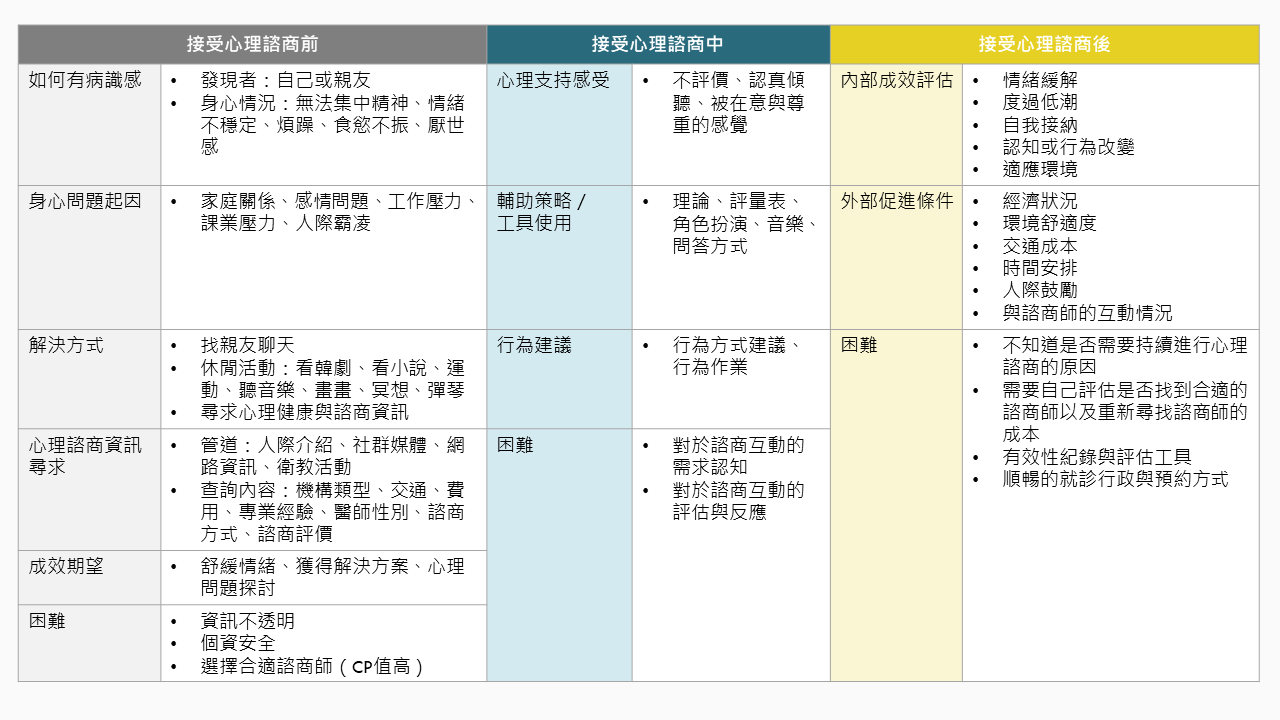 接受心理諮商前
接受心理諮商中
接受心理諮商後
如何有病識感
• 發現者：自己或親友
• 身心情況：無法集中精神、情緒
不穩定、煩躁、食慾不振、厭世
感
心理支持感受
• 不評價、認真傾
聽、被在意與尊
重的感覺
內部成效評估
• 情緒緩解
• 度過低潮
• 自我接納
• 認知或行為改變
• 適應環境
身心問題起因
• 家庭關係、感情問題、工作壓力、
課業壓力、人際霸凌
輔助策略 /
工具使用
• 理論、評量表、
角色扮演、音樂、
問答方式
外部促進條件
• 經濟狀況
• 環境舒適度
• 交通成本
• 時間安排
• 人際鼓勵
• 與諮商師的互動情況
解決方式
• 找親友聊天
• 休閒活動：看韓劇、看小說、運
動、聽音樂、畫畫、冥想、彈琴
• 尋求心理健康與諮商資訊
行為建議
• 行為方式建議、
行為作業
困難
• 不知道是否需要持續進行心理
諮商的原因
• 需要自己評估是否找到合適的
諮商師以及重新尋找諮商師的
成本
• 有效性紀錄與評估工具
• 順暢的就診行政與預約方式
心理諮商資訊
尋求
• 管道：人際介紹、社群媒體、網
路資訊、衛教活動
• 查詢內容：機構類型、交通、費
用、專業經驗、醫師性別、諮商
方式、諮商評價
困難
• 對於諮商互動的
需求認知
• 對於諮商互動的
評估與反應
成效期望
• 舒緩情緒、獲得解決方案、心理
問題探討
困難
• 資訊不透明
• 個資安全
• 選擇合適諮商師（CP值高）